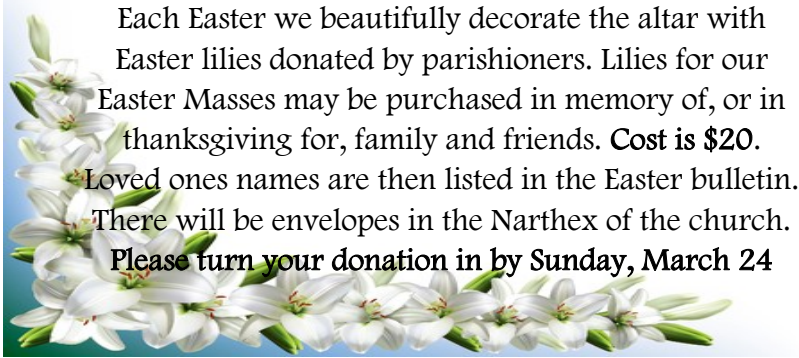 Each Easter we beautifully decorate the altar with
Easter lilies donated by parishioners. Lilies for our
Easter Masses may be purchased in memory of, or in
thanksgiving for, family and friends. Cost is $20.
Loved ones names are then listed in the Easter bulletin.
There will be envelopes in the Narthex of the church.
Please turn your donation in by Sunday, March 24